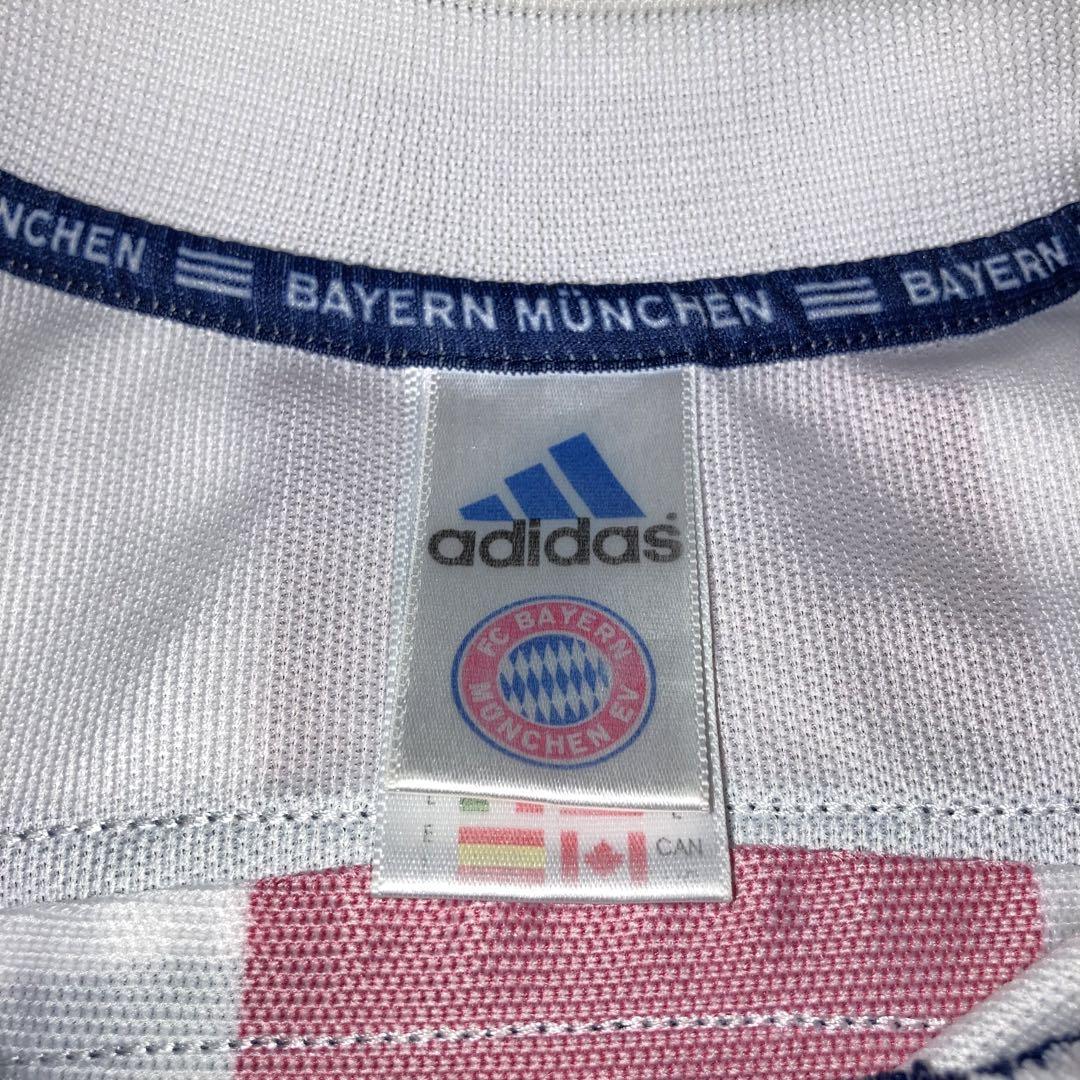 NCHEN BAYERN MÜNCHEN BAYERN
adidas
FC BAYERN
MÜNCHEN EV
L L
E CAN